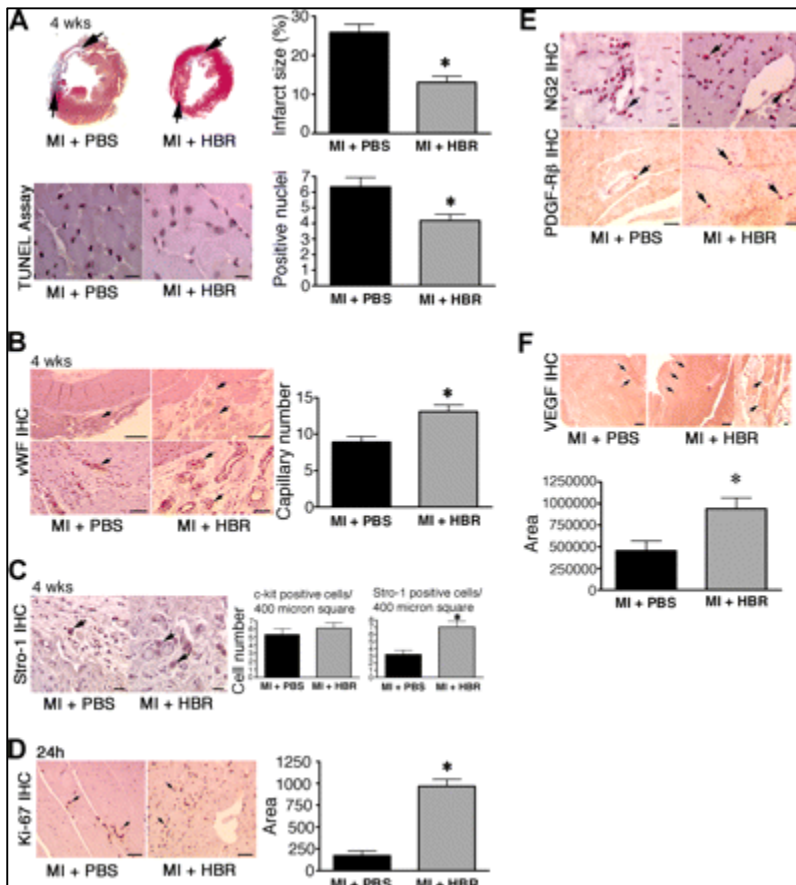 A
4 wks
MI + PBS
MI + HBR
Infarct size (%)
30
20
10
0
*
MI + PBS
MI + HBR
TUNEL Assay
MI + PBS
MI + HBR
Positive nuclei
7
6
5
4
3
2
1
0
*
MI + PBS
MI + HBR
B
4 wks
vWF IHC
MI + PBS
MI + HBR
Capillary number
15
10
5
0
*
MI + PBS
MI + HBR
C
4 wks
Stro-1 IHC
MI + PBS
MI + HBR
c-kit positive cells/
400 micron square
Cell number
MI + PBS
MI + HBR
Stro-1 positive cells/
400 micron square
*
MI + PBS
MI + HBR
D
24h
Ki-67 IHC
MI + PBS
MI + HBR
Area
1250
1000
750
500
250
0
*
MI + PBS
MI + HBR
E
NG2 IHC
PDGF-Rβ IHC
MI + PBS
MI + HBR
F
VEGF IHC
MI + PBS
MI + HBR
Area
1250000
1000000
750000
500000
250000
0
*
MI + PBS
MI + HBR